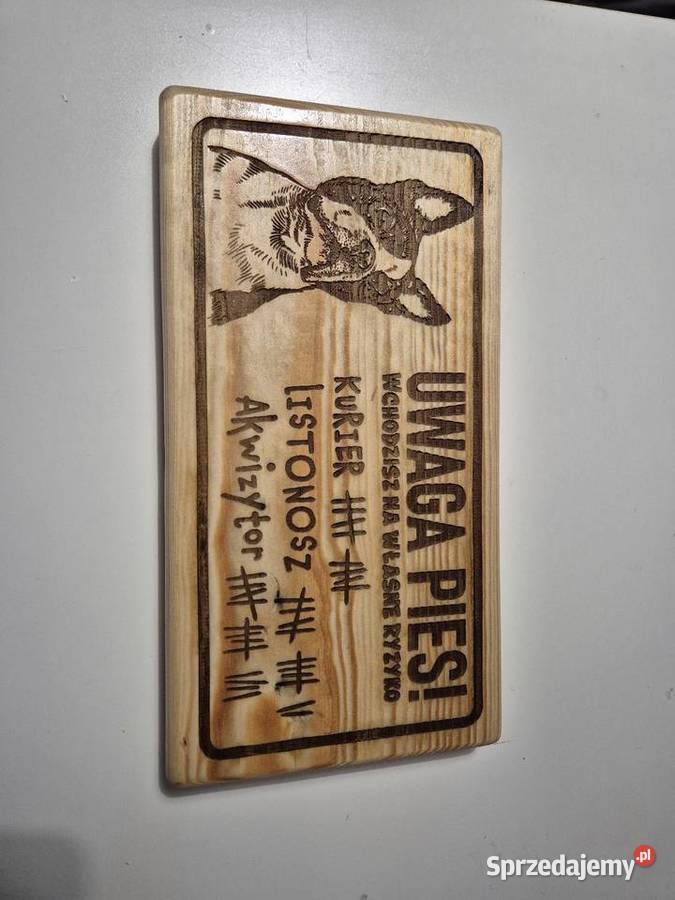 UWAGA PIES!
WCHODZISZ NA WŁASNE RYZYKO
KURIER
LISTONOSZ
Akwizytor
Sprzedajemy.pl